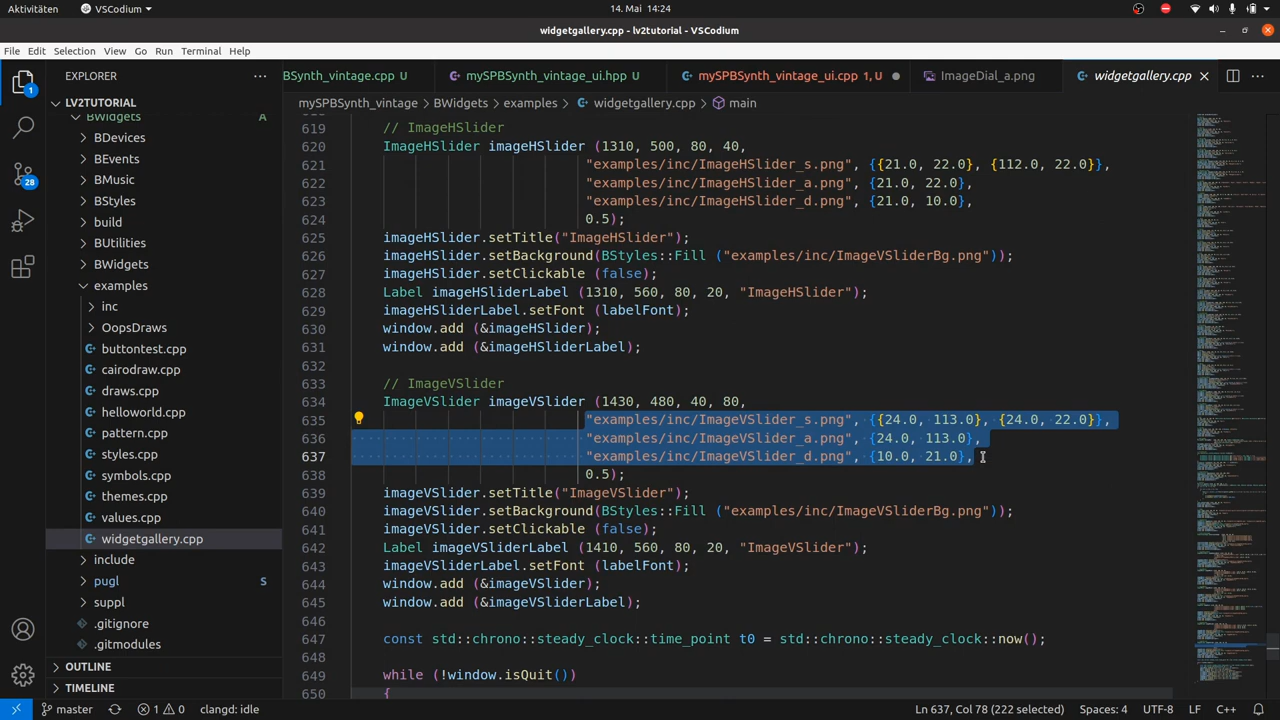 Aktivitäten VSCodium 14. Mai 14:24
widgetgallery.cpp - lv2tutorial - VSCodium
File Edit Selection View Go Run Terminal Help
EXPLORER
BSynth_vintage.cpp U
mySPBSynth_vintage_ui.hpp U
mySPBSynth_vintage_ui.cpp 1, U
ImageDial_a.png
widgetgallery.cpp
mySPBSynth_vintage > BWidgets > examples > widgetgallery.cpp > main
1
28
LV2TUTORIAL
BWidgets A
BDevices
BEvents
BMusic
BStyles
build
BUtilities
BWidgets
examples
inc
OopsDraws
buttontest.cpp
cairodraw.cpp
draws.cpp
helloworld.cpp
pattern.cpp
styles.cpp
symbols.cpp
themes.cpp
values.cpp
widgetgallery.cpp
include
pugl S
suppl
.gitignore
.gitmodules
OUTLINE
TIMELINE
619 // ImageHSlider
620 ImageHSlider imageHSlider (1310, 500, 80, 40,
621 "examples/inc/ImageHSlider_s.png", {{21.0, 22.0}, {112.0, 22.0}},
622 "examples/inc/ImageHSlider_a.png", {21.0, 22.0},
623 "examples/inc/ImageHSlider_d.png", {21.0, 10.0},
624 0.5);
625 imageHSlider.setTitle("ImageHSlider");
626 imageHSlider.setBackground(BStyles::Fill ("examples/inc/ImageVSliderBg.png"));
627 imageHSlider.setClickable (false);
628 Label imageHSliderLabel (1310, 560, 80, 20, "ImageHSlider");
629 imageHSliderLabel.setFont (labelFont);
630 window.add (&imageHSlider);
631 window.add (&imageHSliderLabel);
632
633 // ImageVSlider
634 ImageVSlider imageVSlider (1430, 480, 40, 80,
635 "examples/inc/ImageVSlider_s.png", {{24.0, 113.0}, {24.0, 22.0}},
636 "examples/inc/ImageVSlider_a.png", {24.0, 113.0},
637 "examples/inc/ImageVSlider_d.png", {10.0, 21.0},
638 0.5);
639 imageVSlider.setTitle("ImageVSlider");
640 imageVSlider.setBackground(BStyles::Fill ("examples/inc/ImageVSliderBg.png"));
641 imageVSlider.setClickable (false);
642 Label imageVSliderLabel (1410, 560, 80, 20, "ImageVSlider");
643 imageVSliderLabel.setFont (labelFont);
644 window.add (&imageVSlider);
645 window.add (&imageVSliderLabel);
646
647 const std::chrono::steady_clock::time_point t0 = std::chrono::steady_clock::now();
648
649 while (!window.isQuit())
650 {
master 1 0 clangd: idle Ln 637, Col 78 (222 selected) Spaces: 4 UTF-8 LF C++